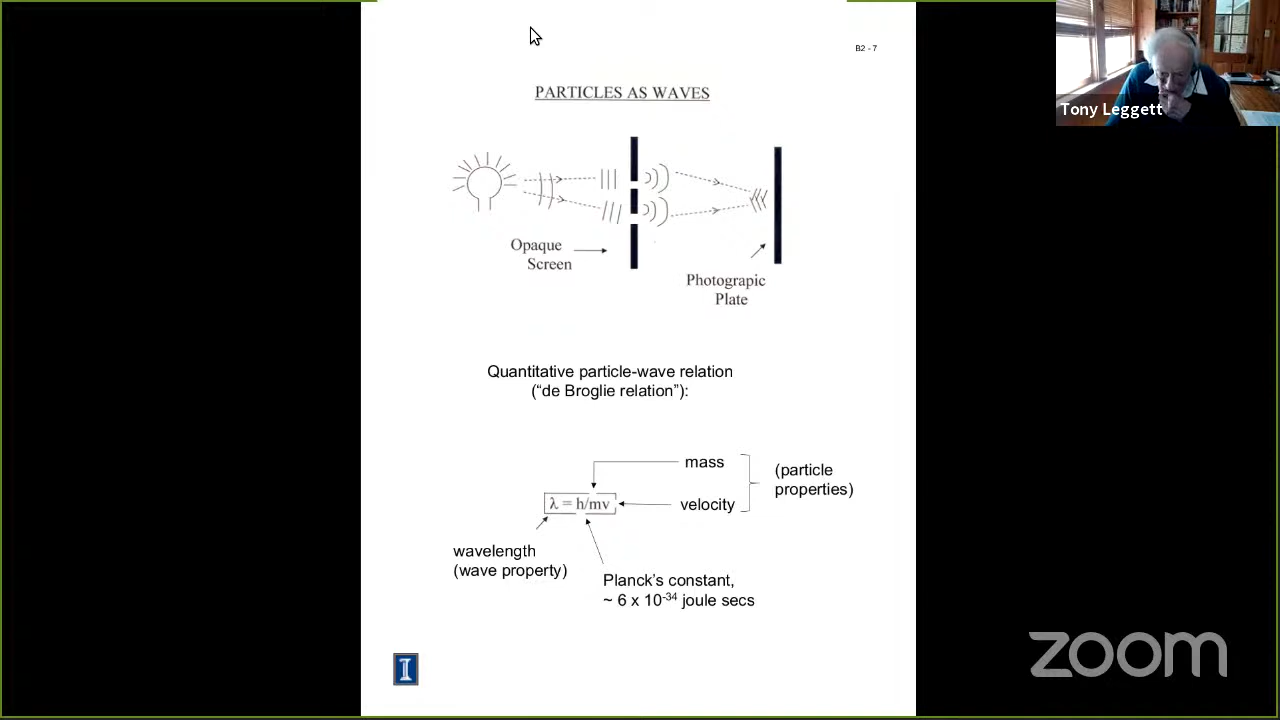 B2 - 7
Tony Leggett
PARTICLES AS WAVES
Opaque
Screen
Photograpic
Plate
Quantitative particle-wave relation
(“de Broglie relation”):
mass
(particle
properties)
λ = h/mv
velocity
wavelength
(wave property)
Planck’s constant,
~ 6 x 10-34 joule secs
I
zoom